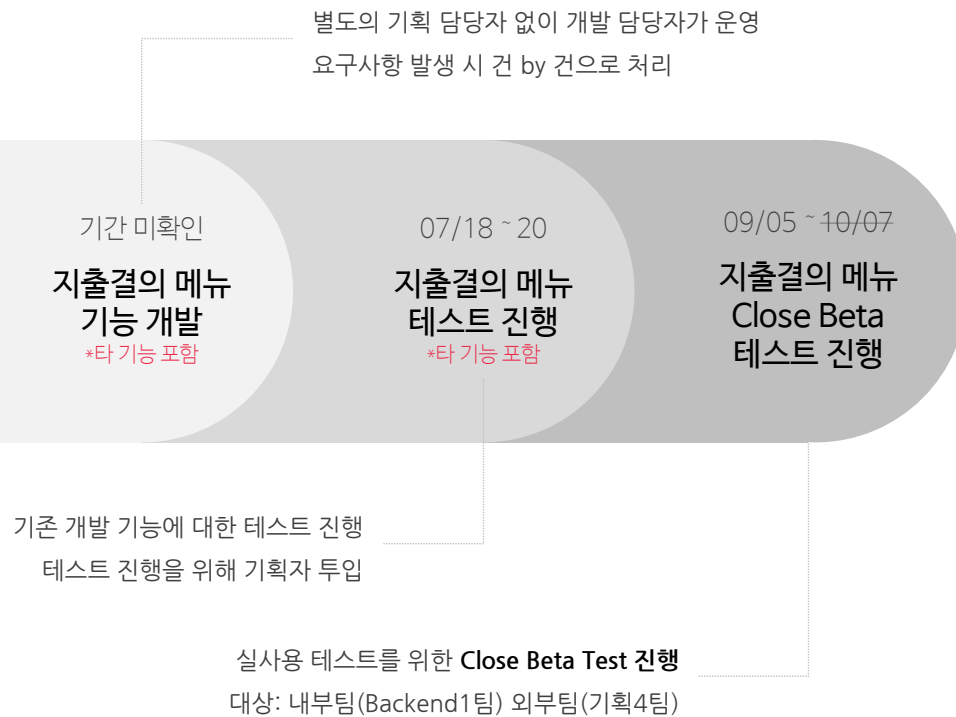 별도의 기획 담당자 없이 개발 담당자가 운영
요구사항 발생 시 건 by 건으로 처리
기간 미확인
지출결의 메뉴
기능 개발
*타 기능 포함
07/18 ~ 20
지출결의 메뉴
테스트 진행
*타 기능 포함
09/05 ~ 10/07
지출결의 메뉴
Close Beta
테스트 진행
기존 개발 기능에 대한 테스트 진행
테스트 진행을 위해 기획자 투입
실사용 테스트를 위한 Close Beta Test 진행
대상: 내부팀(Backend1팀) 외부팀(기획4팀)